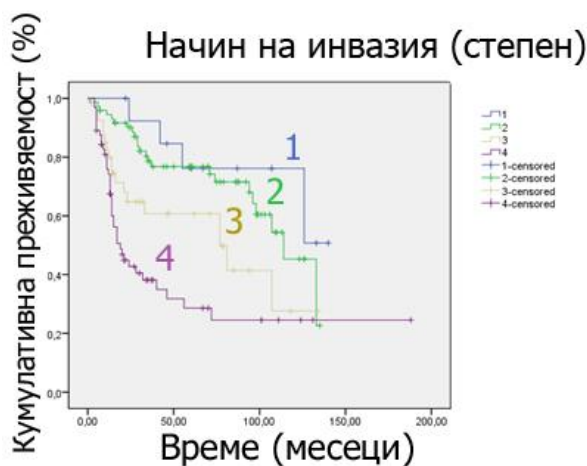 Начин на инвазия (степен)
Кумулативна преживяемост (%)
1,0
0,8
0,6
0,4
0,2
0,0
1
2
3
4
0,00
50,00
100,00
150,00
200,00
Време (месеци)
1
2
3
4
1-censored
2-censored
3-censored
4-censored